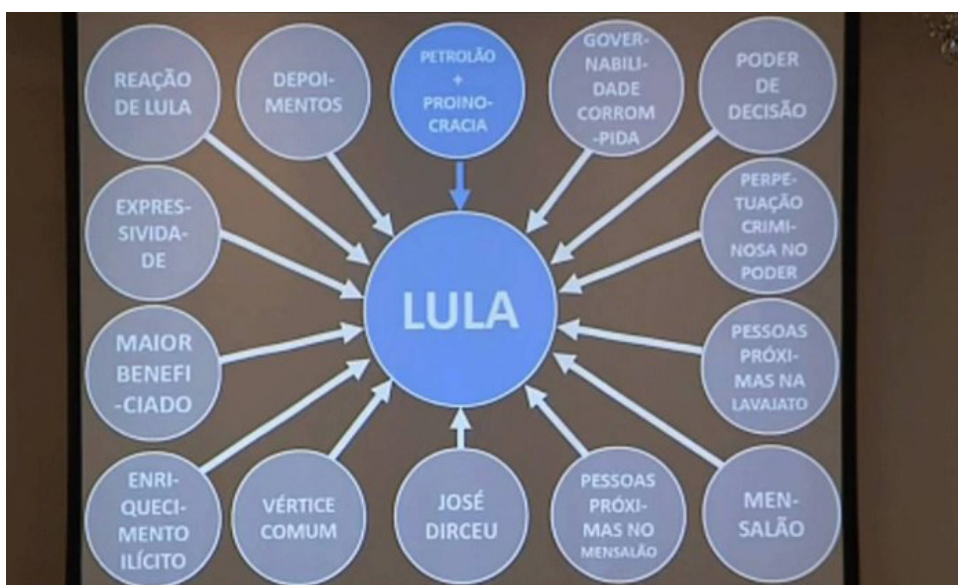 REAÇÃO
DE LULA
DEPOI-
MENTOS
PETROLÃO
+
PROINO-
CRACIA
GOVER-
NABILI-
DADE
CORROM
-PIDA
PODER
DE
DECISÃO
EXPRES-
SIVIDA-
DE
LULA
PERPE-
TUAÇÃO
CRIMI-
NOSA NO
PODER
MAIOR
BENEFI
-CIADO
PESSOAS
PRÓXI-
MAS NA
LAVAJATO
ENRI-
QUECI-
MENTO
ILÍCITO
VÉRTICE
COMUM
JOSÉ
DIRCEU
PESSOAS
PRÓXI-
MAS NO
MENSALÃO
MEN-
SALÃO